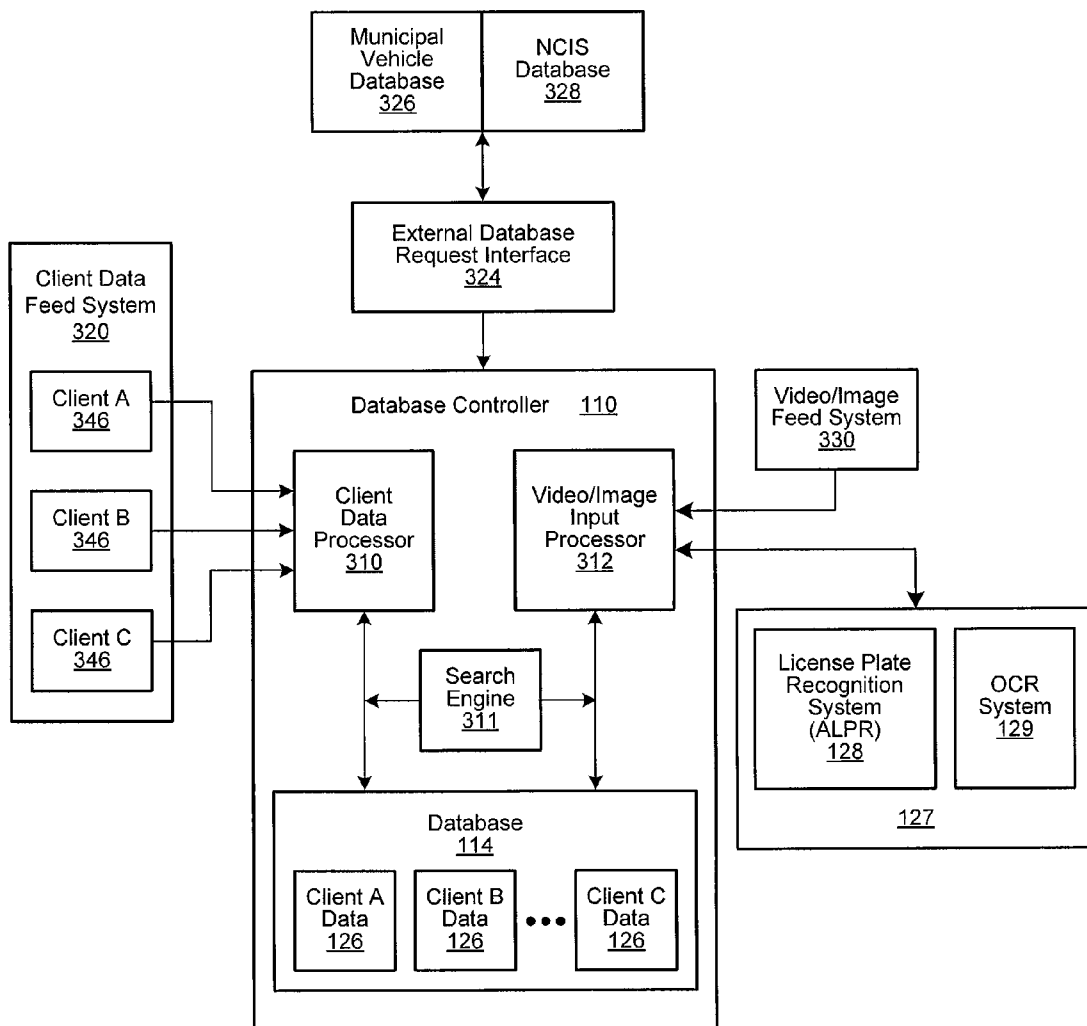 Municipal
Vehicle
Database
326
NCIS
Database
328
External Database
Request Interface
324
Client Data
Feed System
320
Client A
346
Client B
346
Client C
346
Database Controller 110
Client
Data
Processor
310
Video/Image
Input
Processor
312
Video/Image
Feed System
330
Search
Engine
311
License Plate
Recognition
System
(ALPR)
128
OCR
System
129
127
Database
114
Client A
Data
126
Client B
Data
126
Client C
Data
126